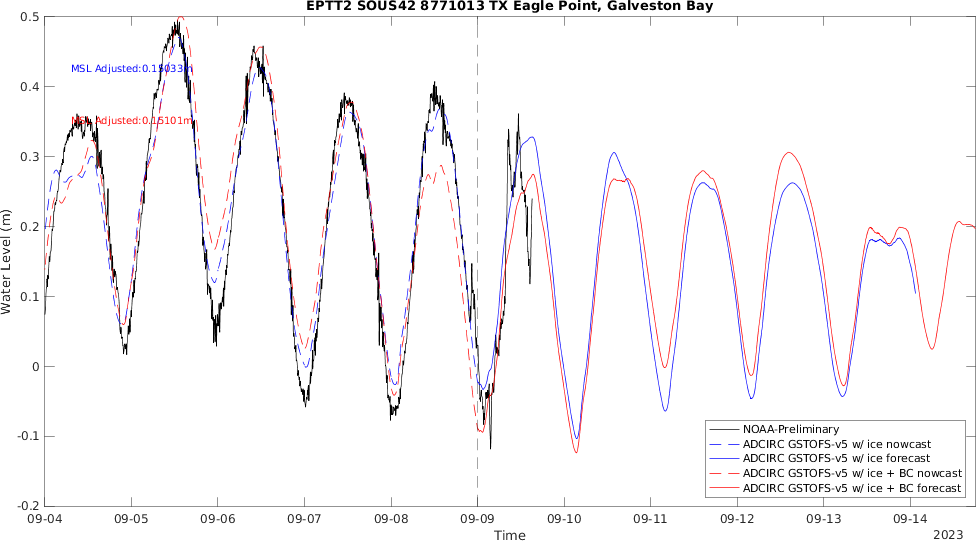 EPTT2 SOUS42 8771013 TX Eagle Point, Galveston Bay
0.5
0.4
0.3
0.2
0.1
0
-0.1
-0.2
Water Level (m)
MSL Adjusted:0.15033m
MSL Adjusted:0.15101m
NOAA-Preliminary
ADCIRC GSTOFS-v5 w/ ice nowcast
ADCIRC GSTOFS-v5 w/ ice forecast
ADCIRC GSTOFS-v5 w/ ice + BC nowcast
ADCIRC GSTOFS-v5 w/ ice + BC forecast
09-04 09-05 09-06 09-07 09-08 09-09 09-10 09-11 09-12 09-13 09-14
Time
2023